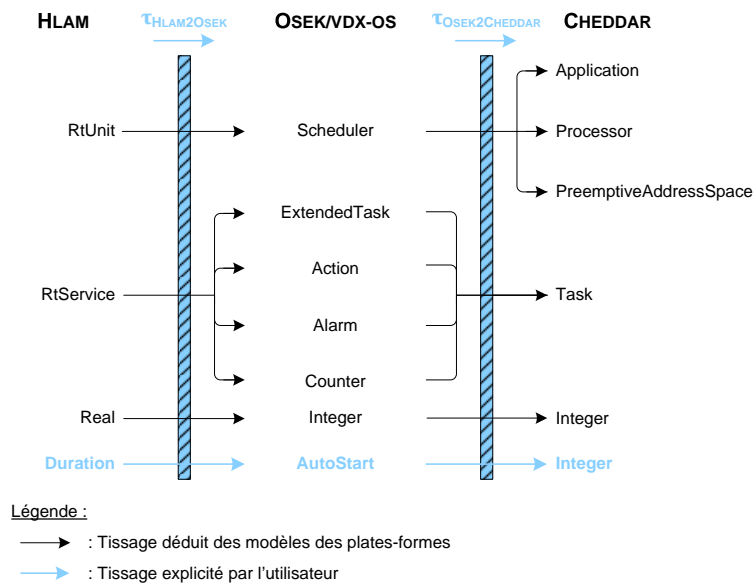 HLAM
τHLAM2OSEK
OSEK/VDX-OS
τOSEK2CHEDDAR
CHEDDAR
Application
RtUnit
Scheduler
Processor
PreemptiveAddressSpace
ExtendedTask
Action
RtService
Task
Alarm
Counter
Real
Integer
Integer
Duration
AutoStart
Integer
Légende :
: Tissage déduit des modèles des plates-formes
: Tissage explicité par l'utilisateur